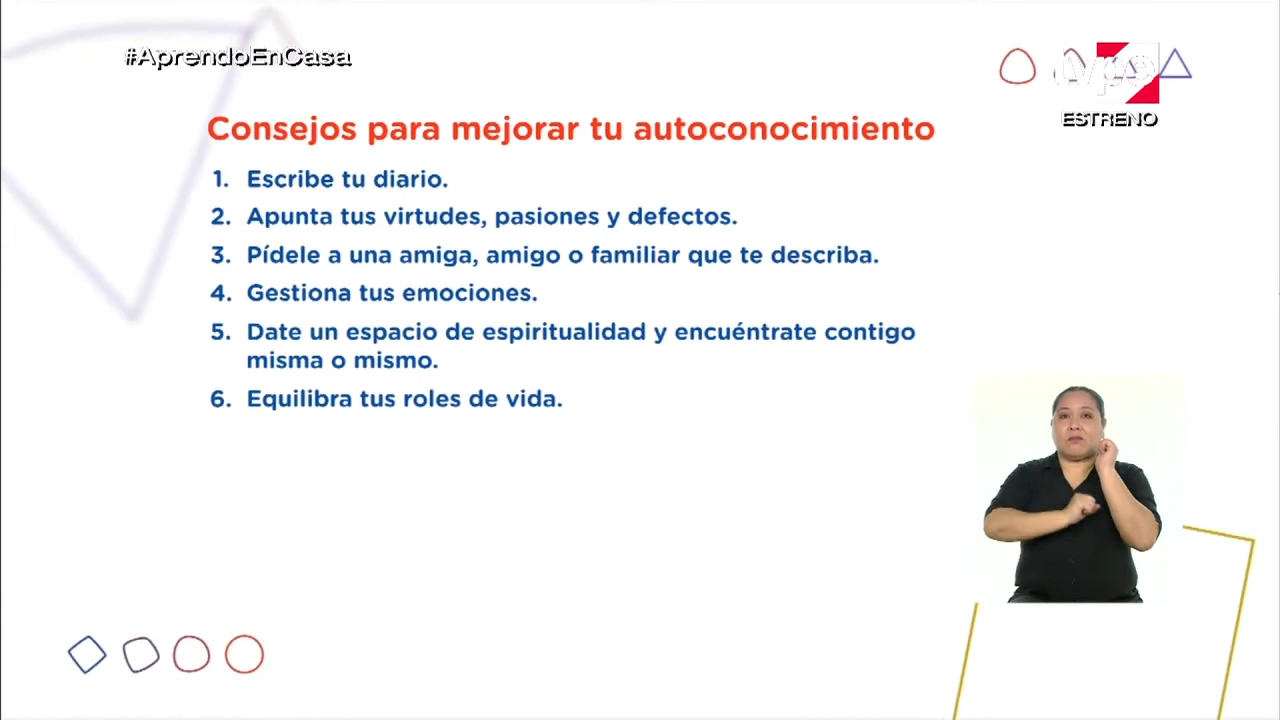 #AprendoEnCasa
tvpe
ESTRENO
Consejos para mejorar tu autoconocimiento
1. Escribe tu diario.
2. Apunta tus virtudes, pasiones y defectos.
3. Pídele a una amiga, amigo o familiar que te describa.
4. Gestiona tus emociones.
5. Date un espacio de espiritualidad y encuéntrate contigo
misma o mismo.
6. Equilibra tus roles de vida.